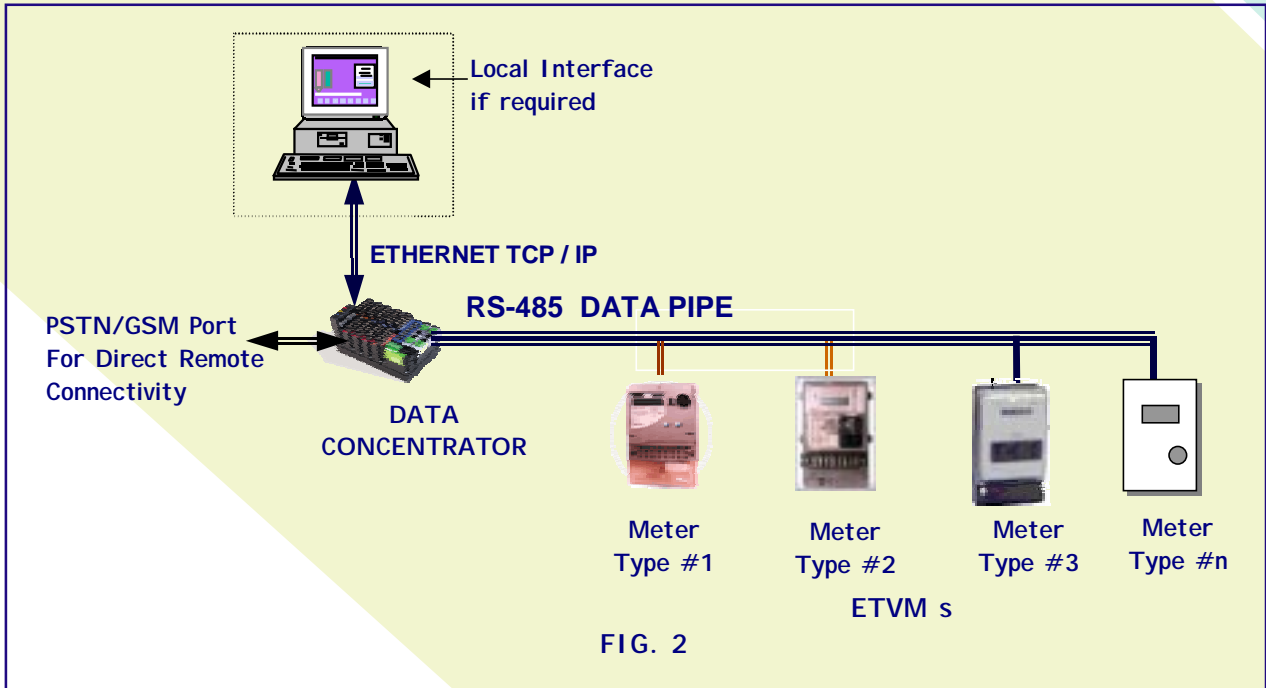 Local Interface
if required
ETHERNET TCP / IP
RS-485 DATA PIPE
PSTN/GSM Port
For Direct Remote
Connectivity
DATA
CONCENTRATOR
Meter
Type #1
Meter
Type #2
Meter
Type #3
Meter
Type #n
ETVM s
FIG. 2